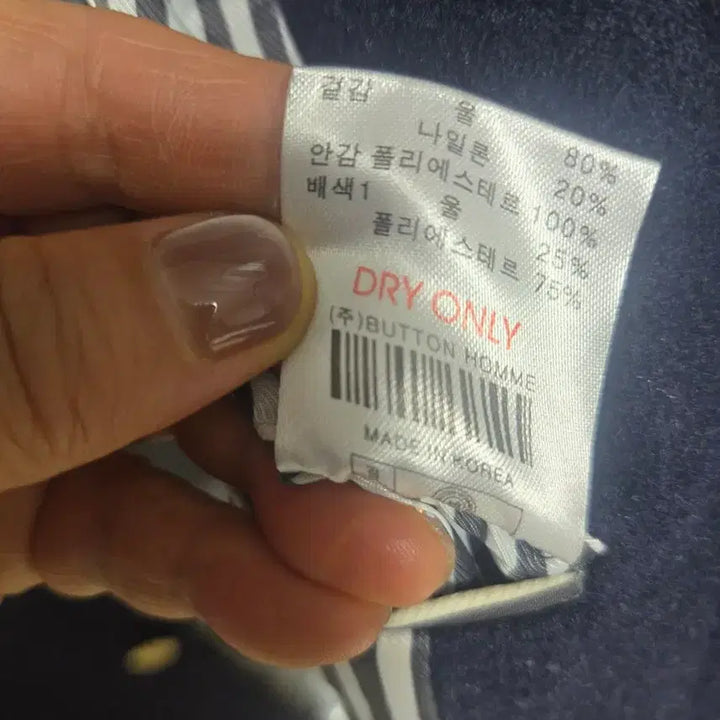 겉감 울 80%
나일론 20%
안감 폴리에스테르 100%
배색1 울 25%
폴리에스테르 75%
DRY ONLY
(주)BUTTON HOMME
MADE IN KOREA